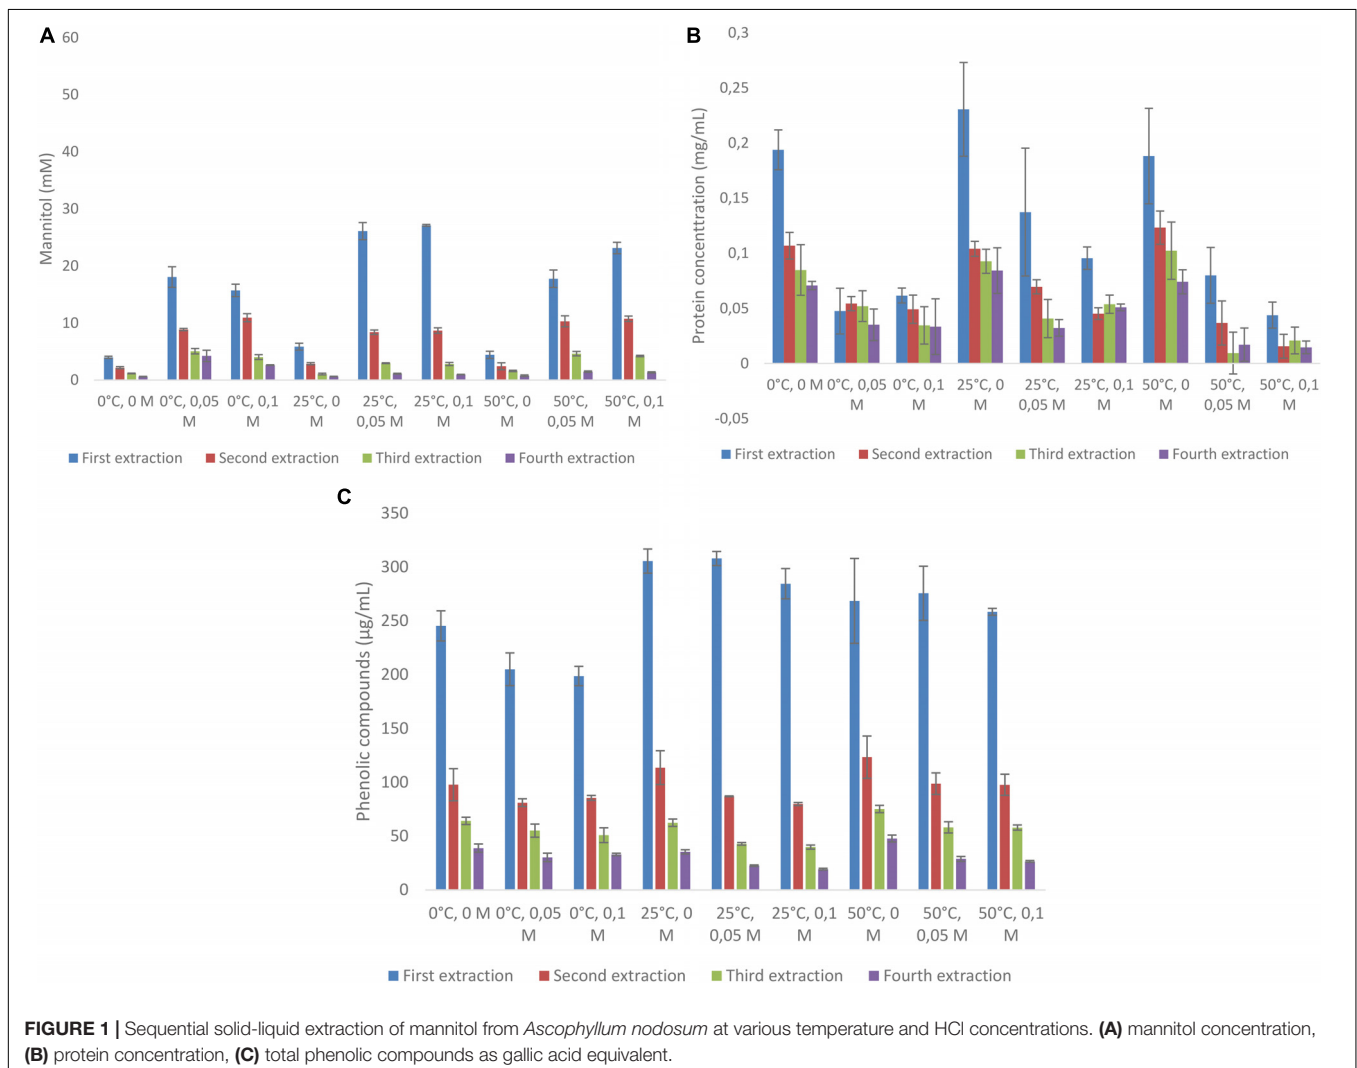 A
60
50
40
30
20
10
0
Mannitol (mM)
0°C, 0 M 0°C, 0,05 0°C, 0,1 25°C, 0 25°C, 25°C, 0,1 50°C, 0 50°C, 50°C, 0,1
M M M 0,05 M M M 0,05 M M
First extraction Second extraction Third extraction Fourth extraction
B
0,3
0,25
0,2
0,15
0,1
0,05
0
-0,05
Protein concenttration (mg/mL)
0°C, 0 M 0°C, 0,05 0°C, 0,1 25°C, 0 25°C, 25°C, 0,1 50°C, 0 50°C, 50°C, 0,1
M M M 0,05 M M M 0,05 M M
First extraction Second extraction Third extraction Fourth extraction
C
350
300
250
200
150
100
50
0
Phenolic compounds (µg/mL)
0°C, 0 M 0°C, 0,05 0°C, 0,1 25°C, 0 25°C, 25°C, 0,1 50°C, 0 50°C, 50°C, 0,1
M M M 0,05 M M M 0,05 M M
First extraction Second extraction Third extraction Fourth extraction
FIGURE 1 | Sequential solid-liquid extraction of mannitol from Ascophyllum nodosum at various temperature and HCl concentrations. (A) mannitol concentration,
(B) protein concentration, (C) total phenolic compounds as gallic acid equivalent.